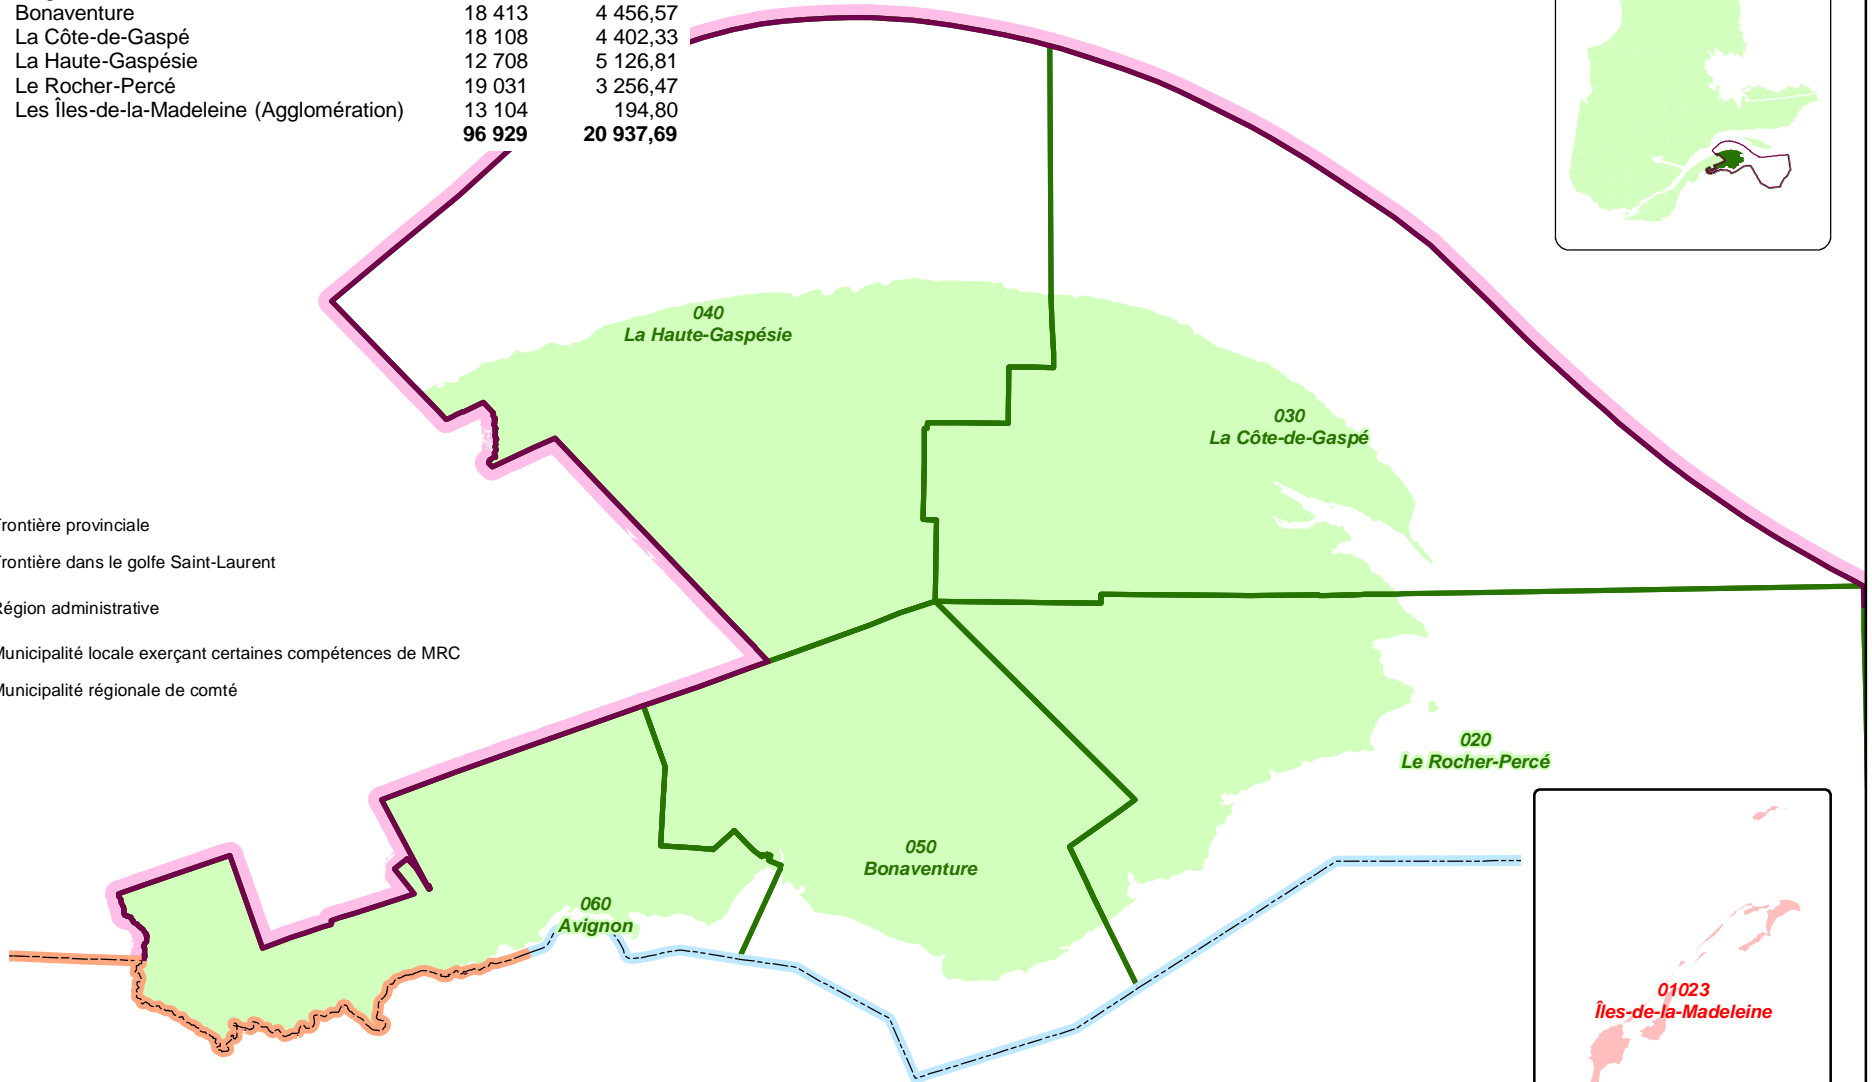 Bonaventure 18 413 4 456,57
La Côte-de-Gaspé 18 108 4 402,33
La Haute-Gaspésie 12 708 5 126,81
Le Rocher-Percé 19 031 3 256,47
Les Îles-de-la-Madeleine (Agglomération) 13 104 194,80
96 929 20 937,69
040
La Haute-Gaspésie
030
La Côte-de-Gaspé
rontière provinciale
rontière dans le golfe Saint-Laurent
Région administrative
Municipalité locale exerçant certaines compétences de MRC
Municipalité régionale de comté
020
Le Rocher-Percé
050
Bonaventure
060
Avignon
01023
Îles-de-la-Madeleine